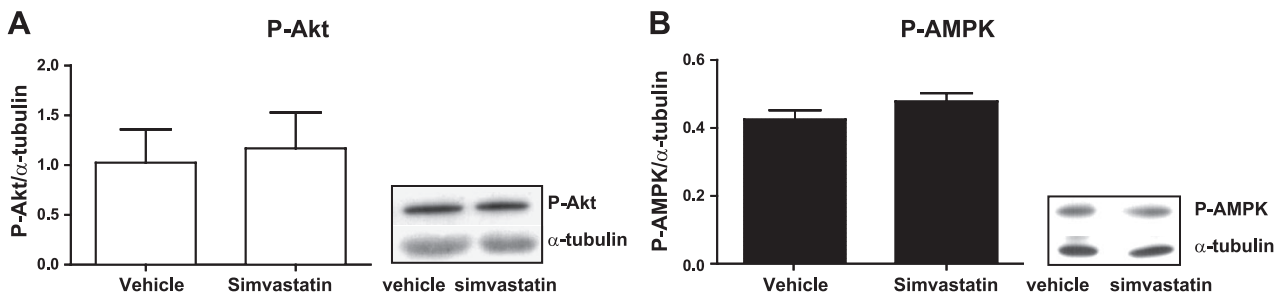 A
P-Akt
P-Akt/α-tubulin
2.0
1.5
1.0
0.5
0.0
Vehicle
Simvastatin
P-Akt
α-tubulin
vehicle simvastatin
B
P-AMPK
P-AMPK/α-tubulin
0.6
0.4
0.2
0.0
Vehicle
Simvastatin
P-AMPK
α-tubulin
vehicle simvastatin